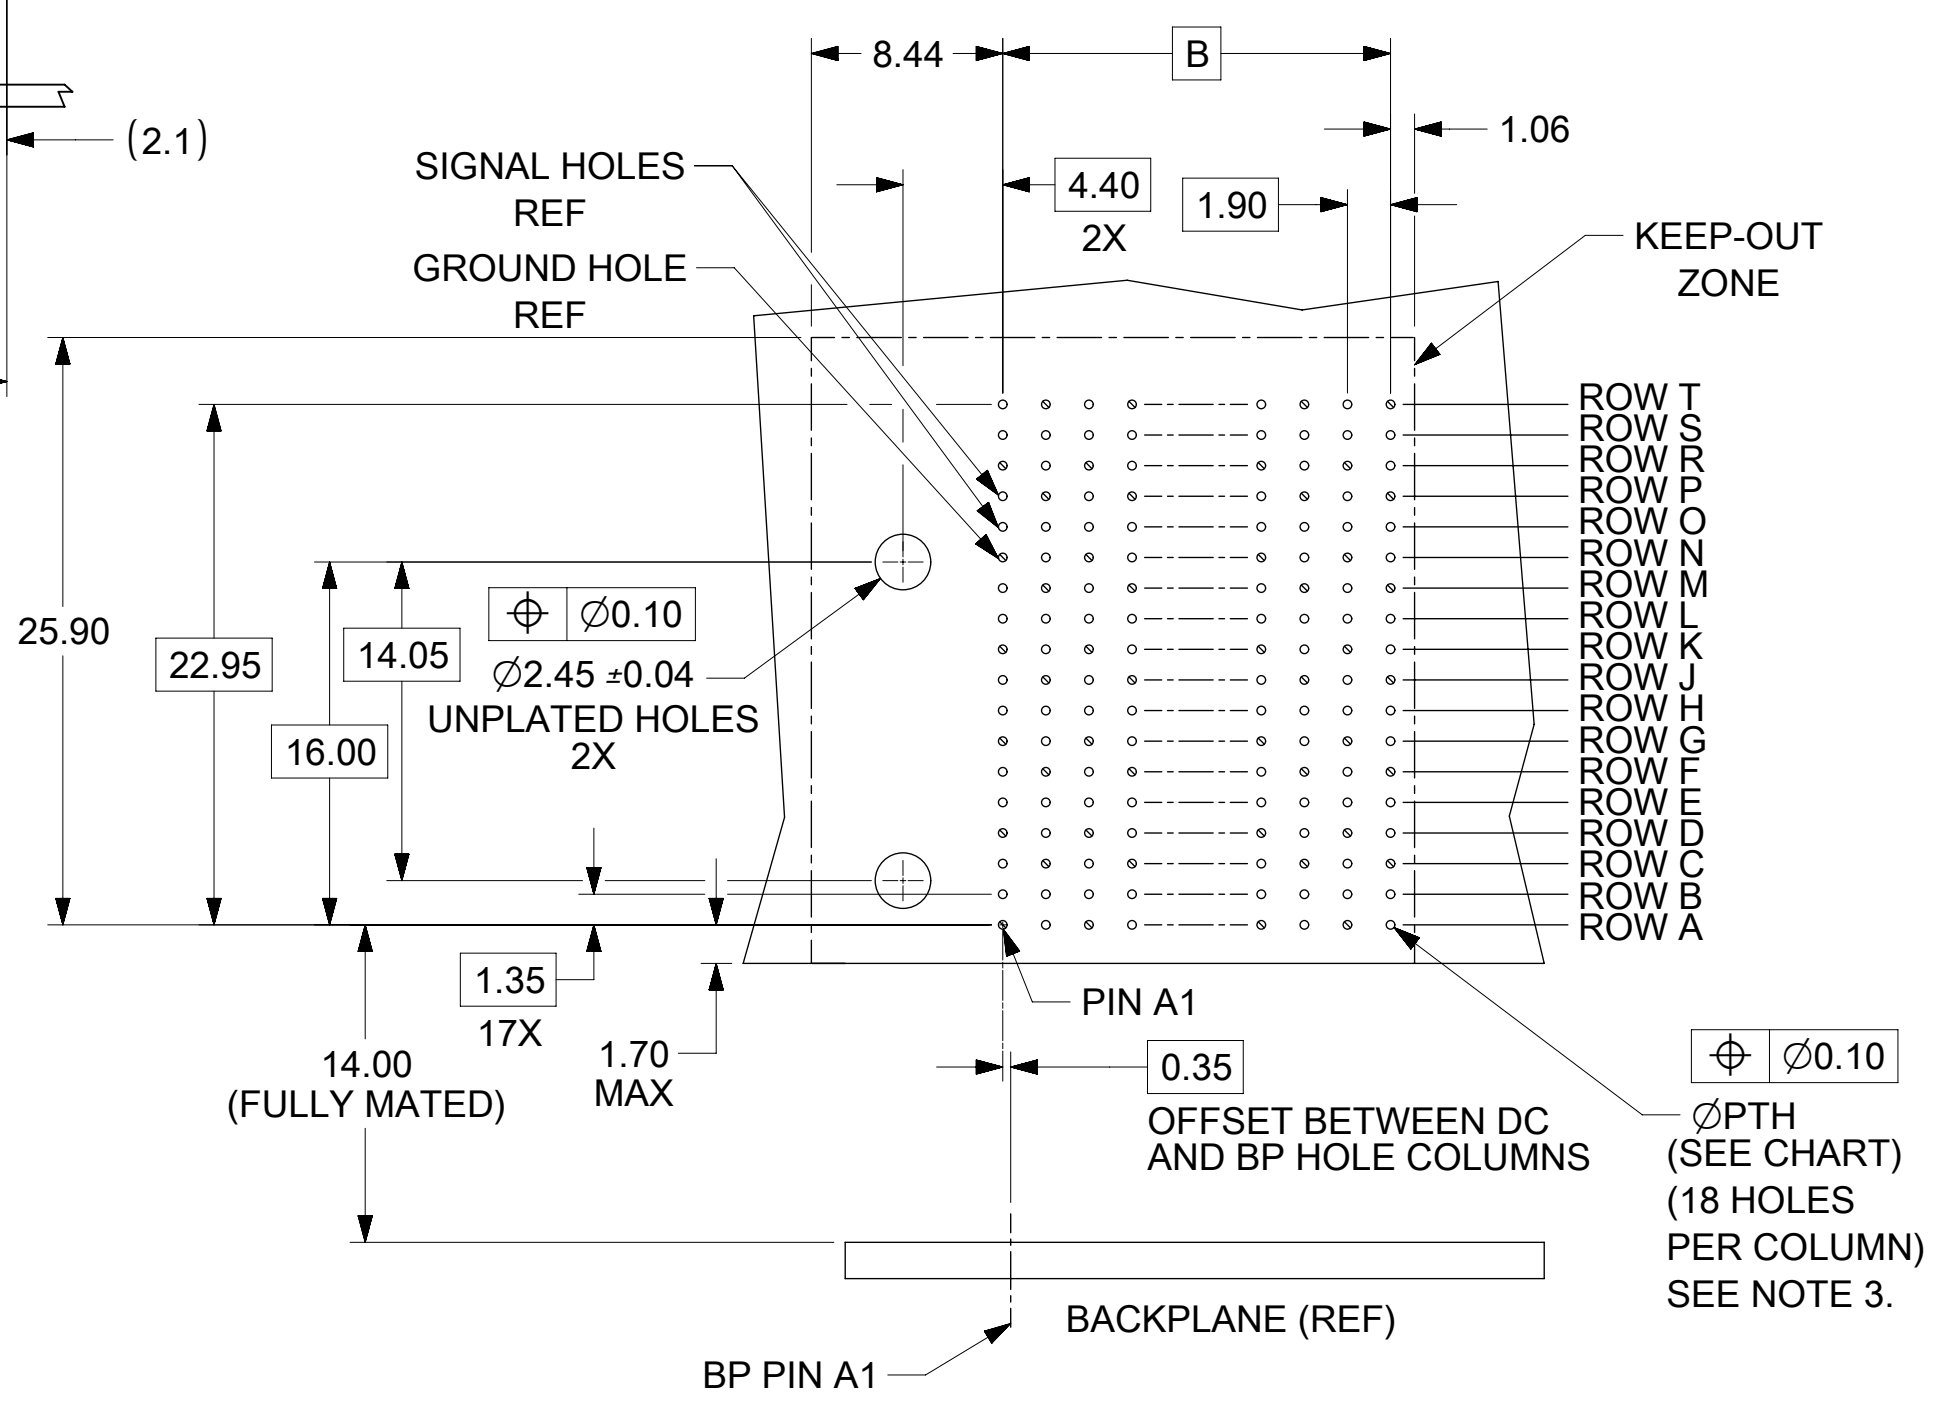 8.44
B
(2.1)
1.06
SIGNAL HOLES
REF
4.40
2X
1.90
GROUND HOLE
REF
KEEP-OUT
ZONE
ROW T
ROW S
ROW R
ROW P
ROW O
ROW N
ROW M
ROW L
ROW K
ROW J
ROW H
ROW G
ROW F
ROW E
ROW D
ROW C
ROW B
ROW A
25.90
22.95
14.05
16.00
⌖ ∅0.10
∅2.45 ±0.04
UNPLATED HOLES
2X
1.35
17X
14.00
(FULLY MATED)
1.70
MAX
PIN A1
0.35
OFFSET BETWEEN DC
AND BP HOLE COLUMNS
⌖ ∅0.10
∅PTH
(SEE CHART)
(18 HOLES
PER COLUMN)
SEE NOTE 3.
BACKPLANE (REF)
BP PIN A1